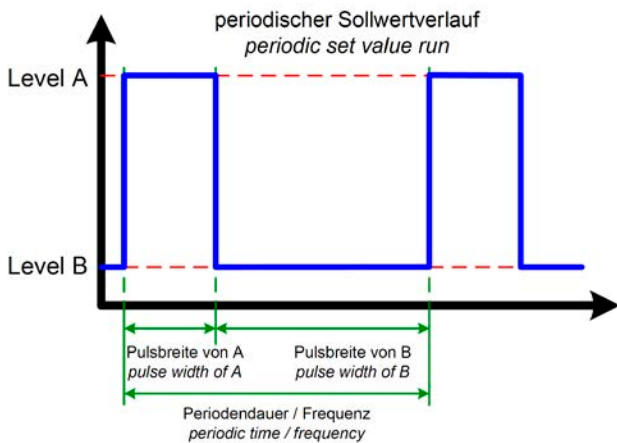 periodischer Sollwertverlauf
periodic set value run
Level A
Level B
Pulsbreite von A
pulse width of A
Pulsbreite von B
pulse width of B
Periodendauer / Frequenz
periodic time / frequency